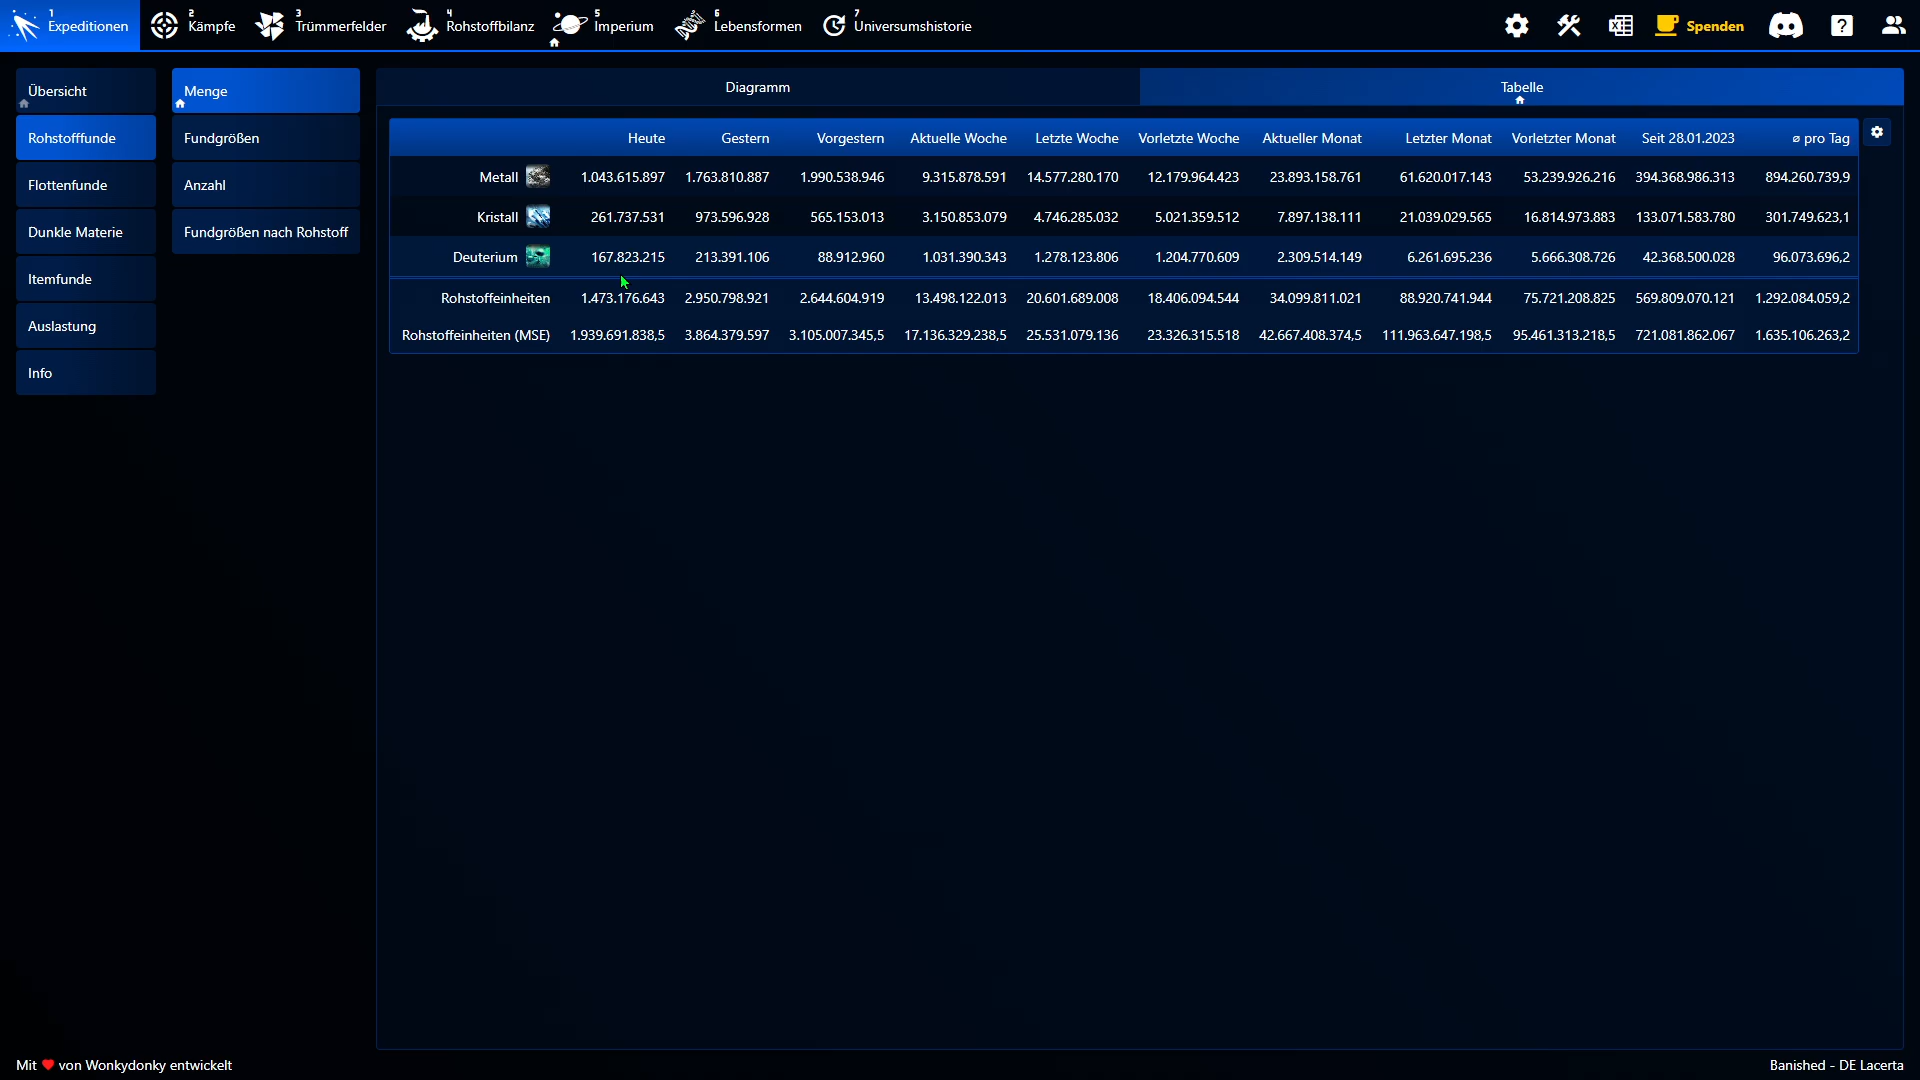 1 Expeditionen 2 Kämpfe 3 Trümmerfelder 4 Rohstoffbilanz 5 Imperium 6 Lebensformen 7 Universumshistorie Spenden
Übersicht
Rohstofffunde
Flottenfunde
Dunkle Materie
Itemfunde
Auslastung
Info
Menge
Fundgrößen
Anzahl
Fundgrößen nach Rohstoff
Diagramm Tabelle
Heute Gestern Vorgestern Aktuelle Woche Letzte Woche Vorletzte Woche Aktueller Monat Letzter Monat Vorletzter Monat Seit 28.01.2023 ⌀ pro Tag
Metall 1.043.615.897 1.763.810.887 1.990.538.946 9.315.878.591 14.577.280.170 12.179.964.423 23.893.158.761 61.620.017.143 53.239.926.216 394.368.986.313 894.260.739,9
Kristall 261.737.531 973.596.928 565.153.013 3.150.853.079 4.746.285.032 5.021.359.512 7.897.138.111 21.039.029.565 16.814.973.883 133.071.583.780 301.749.623,1
Deuterium 167.823.215 213.391.106 88.912.960 1.031.390.343 1.278.123.806 1.204.770.609 2.309.514.149 6.261.695.236 5.666.308.726 42.368.500.028 96.073.696,2
Rohstoffeinheiten 1.473.176.643 2.950.798.921 2.644.604.919 13.498.122.013 20.601.689.008 18.406.094.544 34.099.811.021 88.920.741.944 75.721.208.825 569.809.070.121 1.292.084.059,2
Rohstoffeinheiten (MSE) 1.939.691.838,5 3.864.379.597 3.105.007.345,5 17.136.329.238,5 25.531.079.136 23.326.315.518 42.667.408.374,5 111.963.647.198,5 95.461.313.218,5 721.081.862.067 1.635.106.263,2
Mit ❤ von Wonkydonky entwickelt
Banished - DE Lacerta